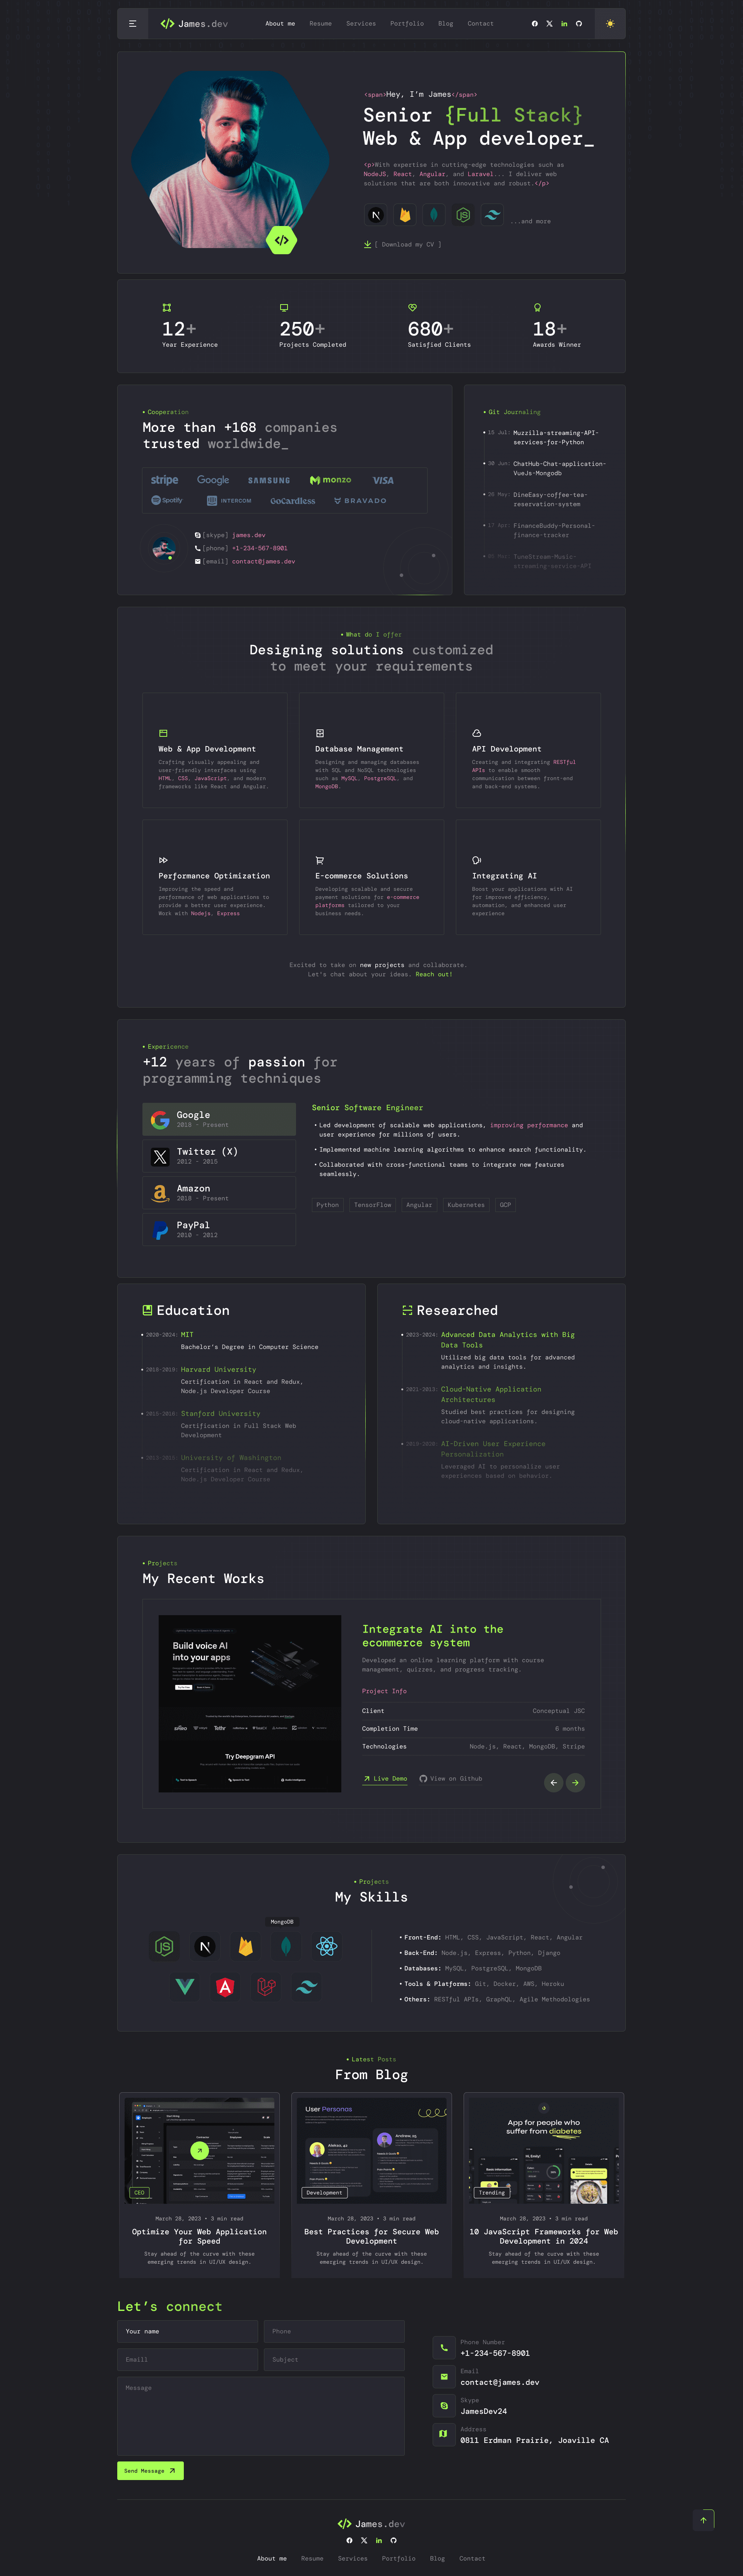 </> James.dev
About me Resume Services Portfolio Blog Contact
<span>Hey, I'm James</span>
Senior {Full Stack}
Web & App developer_
<p>With expertise in cutting-edge technologies such as
NodeJS, React, Angular, and Laravel... I deliver web
solutions that are both innovative and robust.</p>
...and more
[ Download my CV ]
12+
Year Experience
250+
Projects Completed
680+
Satisfied Clients
18+
Awards Winner
Cooperation
More than +168 companies
trusted worldwide_
stripe Google SAMSUNG monzo VISA
Spotify INTERCOM GoCardless BRAVADO
[skype] james.dev
[phone] +1-234-567-8901
[email] contact@james.dev
Git Journaling
15 Jul: Muzzilla-streaming-API-
services-for-Python
30 Jun: ChatHub-Chat-application-
VueJs-Mongodb
26 May: DineEasy-coffee-tea-
reservation-system
17 Apr: FinanceBuddy-Personal-
finance-tracker
TuneStream-Music-
streaming-service-API
What do I offer
Designing solutions customized
to meet your requirements
Web & App Development
Crafting visually appealing and
user-friendly interfaces using
HTML, CSS, JavaScript, and modern
frameworks like React and Angular.
Database Management
Designing and managing databases
with SQL and NoSQL technologies
such as MySQL, PostgreSQL, and
MongoDB.
API Development
Creating and integrating RESTful
APIs to enable smooth
communication between front-end
and back-end systems.
Performance Optimization
Improving the speed and
performance of web applications to
provide a better user experience.
Work with Nodejs, Express
E-commerce Solutions
Developing scalable and secure
payment solutions for e-commerce
platforms tailored to your
business needs.
Integrating AI
Boost your applications with AI
for improved efficiency,
automation, and enhanced user
experience
Excited to take on new projects and collaborate.
Let's chat about your ideas. Reach out!
Experience
+12 years of passion for
programming techniques
Google
2018 - Present
Twitter (X)
2012 - 2015
Amazon
2018 - Present
PayPal
2010 - 2012
Senior Software Engineer
Led development of scalable web applications, improving performance and
user experience for millions of users.
Implemented machine learning algorithms to enhance search functionality.
Collaborated with cross-functional teams to integrate new features
seamlessly.
Python TensorFlow Angular Kubernetes GCP
Education
2020-2024: MIT
Bachelor's Degree in Computer Science
Harvard University
Certification in React and Redux,
Node.js Developer Course
Stanford University
Certification in Full Stack Web
Development
University of Washington
Certification in React and Redux,
Node.js Developer Course
Researched
2023-2024: Advanced Data Analytics with Big
Data Tools
Utilized big data tools for advanced
analytics and insights.
Cloud-Native Application
Architectures
Studied best practices for designing
cloud-native applications.
AI-Driven User Experience
Personalization
Leveraged AI to personalize user
experiences based on behavior.
Projects
My Recent Works
Build voice AI
into your apps
Try Deepgram API
Integrate AI into the
ecommerce system
Developed an online learning platform with course
management, quizzes, and progress tracking.
Project Info
Client Conceptual JSC
Completion Time 6 months
Technologies Node.js, React, MongoDB, Stripe
Live Demo View on Github
Projects
My Skills
MongoDB
Front-End: HTML, CSS, JavaScript, React, Angular
Back-End: Node.js, Express, Python, Django
Databases: MySQL, PostgreSQL, MongoDB
Tools & Platforms: Git, Docker, AWS, Heroku
Others: RESTful APIs, GraphQL, Agile Methodologies
Latest Posts
From Blog
CEO
March 28, 2023 • 3 min read
Optimize Your Web Application
for Speed
Stay ahead of the curve with these
emerging trends in UI/UX design.
User Personas
Development
March 28, 2023 • 3 min read
Best Practices for Secure Web
Development
Stay ahead of the curve with these
emerging trends in UI/UX design.
App for people who
suffer from diabetes
Trending
March 28, 2023 • 3 min read
10 JavaScript Frameworks for Web
Development in 2024
Stay ahead of the curve with these
emerging trends in UI/UX design.
Let's connect
Your name
Phone
Emaill
Subject
Message
Send Message
Phone Number
+1-234-567-8901
Email
contact@james.dev
Skype
JamesDev24
Address
0811 Erdman Prairie, Joaville CA
</> James.dev
About me Resume Services Portfolio Blog Contact